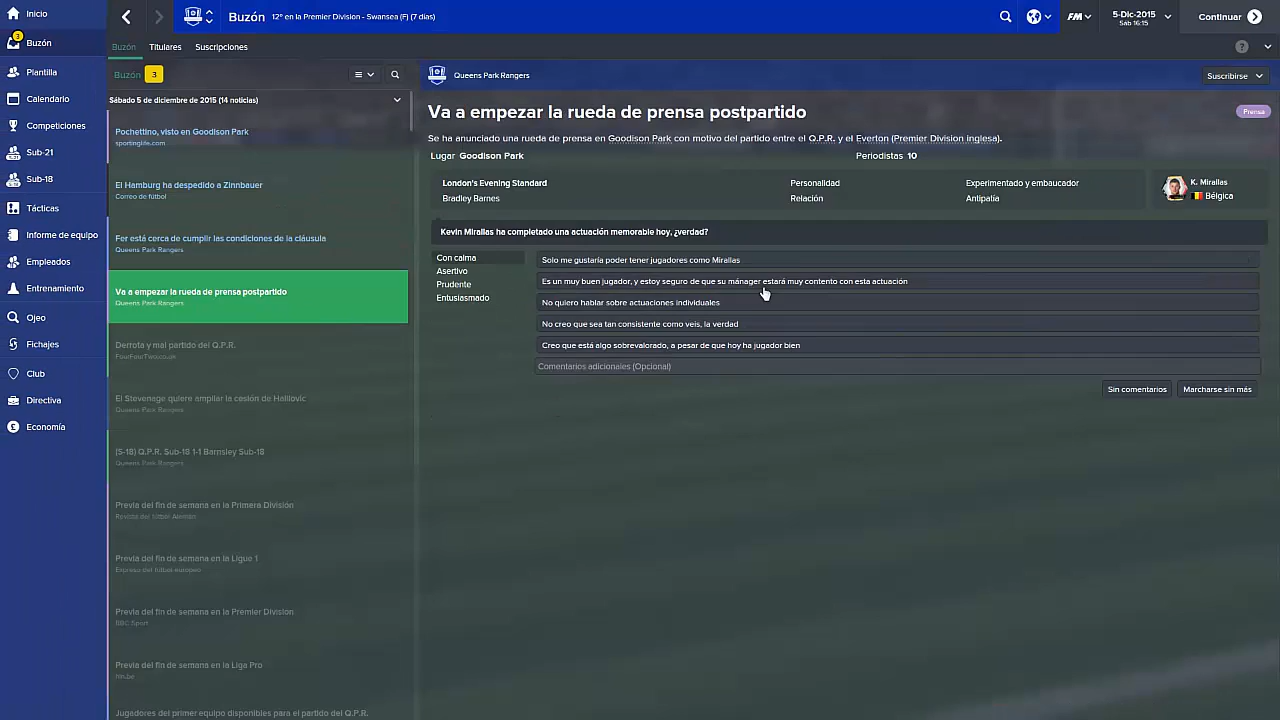 Inicio
3
Buzón
Plantilla
Calendario
Competiciones
Sub-21
Sub-18
Tácticas
Informe de equipo
Empleados
Entrenamiento
Ojeo
Fichajes
Club
Directiva
Economía
Buzón
12º en la Premier Division - Swansea (F) (7 días)
FM
5-DIc-2015
Sáb 16:15
Continuar
Buzón
Titulares
Suscripciones
?
Buzón
3
Sábado 5 de diciembre de 2015 (14 noticias)
Pochettino, visto en Goodison Park
sportinglife.com
El Hamburg ha despedido a Zinnbauer
Correo de fútbol
Fer está cerca de cumplir las condiciones de la cláusula
Queens Park Rangers
Va a empezar la rueda de prensa postpartido
Queens Park Rangers
Derrota y mal partido del Q.P.R.
FourFourTwo.co.uk
El Stevenage quiere ampliar la cesión de Halilovic
Queens Park Rangers
(S-18) Q.P.R. Sub-18 1-1 Barnsley Sub-18
Queens Park Rangers
Previa del fin de semana en la Primera División
Revista del fútbol Alemán
Previa del fin de semana en la Ligue 1
Express del fútbol europeo
Previa del fin de semana en la Premier Division
BBC Sport
Previa del fin de semana en la Liga Pro
Jugadores del primer equipo disponibles para el partido del Q.P.R.
Queens Park Rangers
Suscribirse
Va a empezar la rueda de prensa postpartido
Prensa
Se ha anunciado una rueda de prensa en Goodison Park con motivo del partido entre el Q.P.R. y el Everton (Premier Division inglesa).
Lugar Goodison Park
Periodistas 10
London's Evening Standard
Personalidad
Experimentado y embaucador
Bradley Barnes
Relación
Antipatía
K. Mirallas
Bélgica
Kevin Mirallas ha completado una actuación memorable hoy, ¿verdad?
Con calma
Asertivo
Prudente
Entusiasmado
Solo me gustaría poder tener jugadores como Mirallas
Es un muy buen jugador, y estoy seguro de que su mánager estará muy contento con esta actuación
No quiero hablar sobre actuaciones individuales
No creo que sea tan consistente como veis, la verdad
Creo que está algo sobrevalorado, a pesar de que hoy ha jugador bien
Comentarios adicionales (Opcional)
Sin comentarios
Marcharse sin más